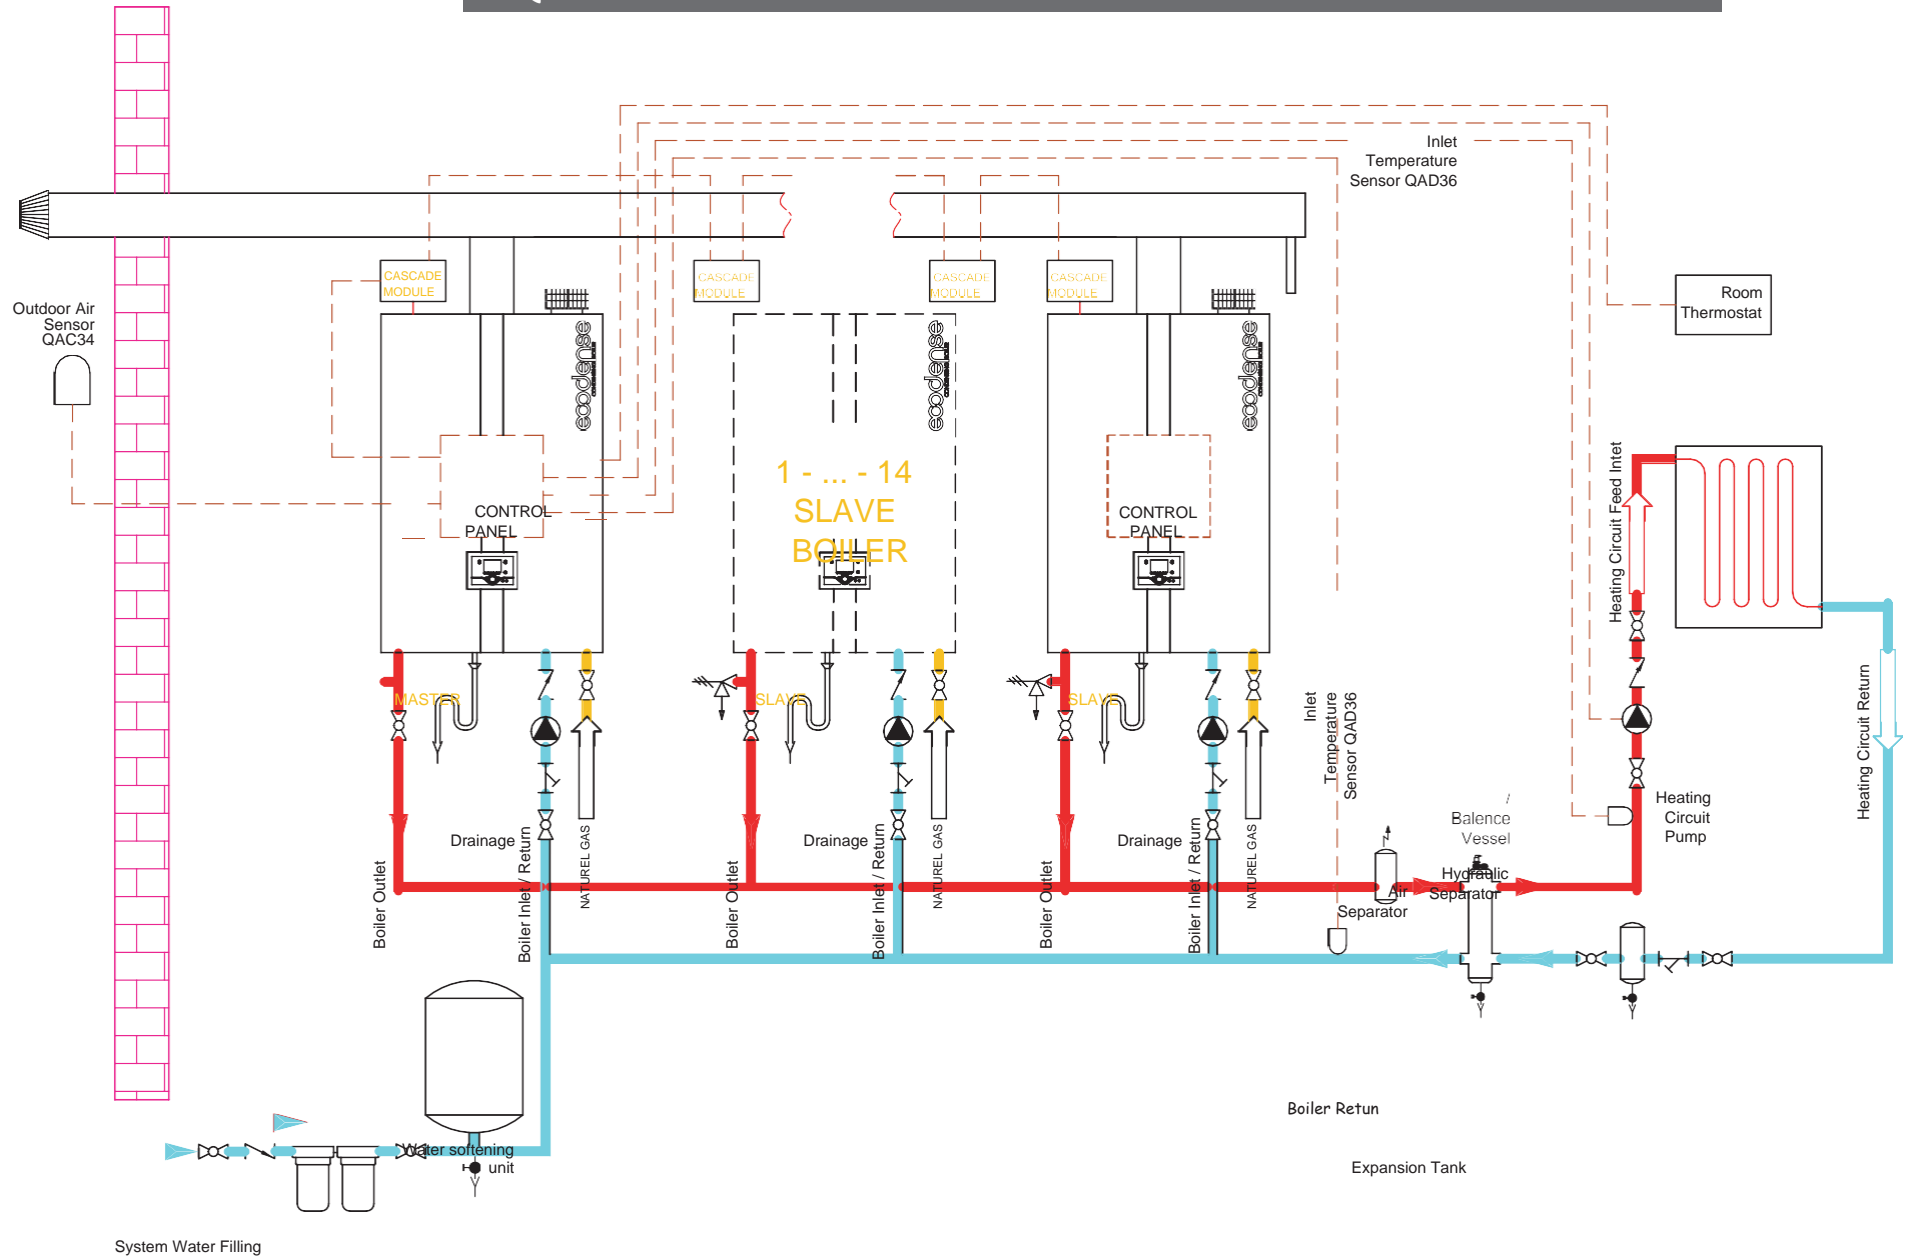 Inlet
Temperature
Sensor QAD36
CASCADE
MODULE
CASCADE
MODULE
CASCADE
MODULE
CASCADE
MODULE
Room
Thermostat
Outdoor Air
Sensor
QAC34
ecodense
ecodense
ecodense
1 - ... - 14
SLAVE
BOILER
CONTROL
PANEL
CONTROL
PANEL
Heating Circuit Feed Intet
MASTER
SLAVE
SLAVE
Inlet
Temperature
Sensor QAD36
Heating Circuit Return
/
Balence
Vessel
Heating
Circuit
Pump
Drainage
Drainage
Drainage
Boiler Outlet
Boiler Inlet / Return
NATUREL GAS
Boiler Outlet
Boiler Inlet / Return
NATUREL GAS
Boiler Outlet
Boiler Inlet / Return
NATUREL GAS
Air
Separator
Hydraulic
Separator
Boiler Retun
Water softening
unit
Expansion Tank
System Water Filling